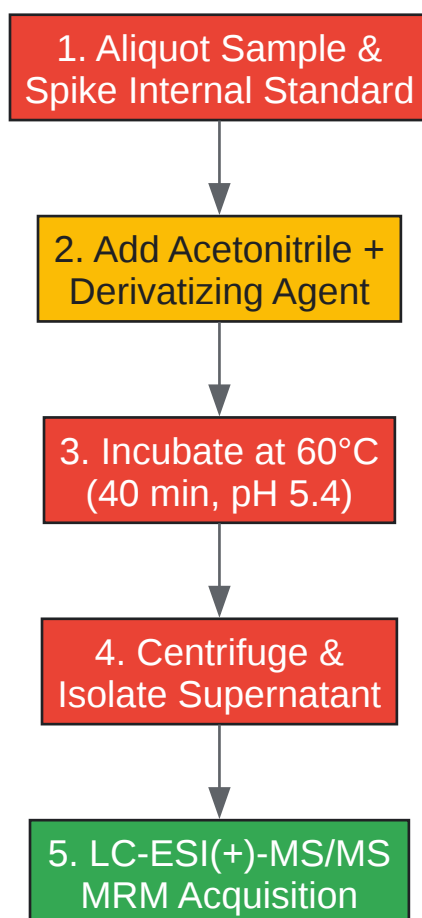 1. Aliquot Sample &
Spike Internal Standard
2. Add Acetonitrile +
Derivatizing Agent
3. Incubate at 60°C
(40 min, pH 5.4)
4. Centrifuge &
Isolate Supernatant
5. LC-ESI(+)-MS/MS
MRM Acquisition